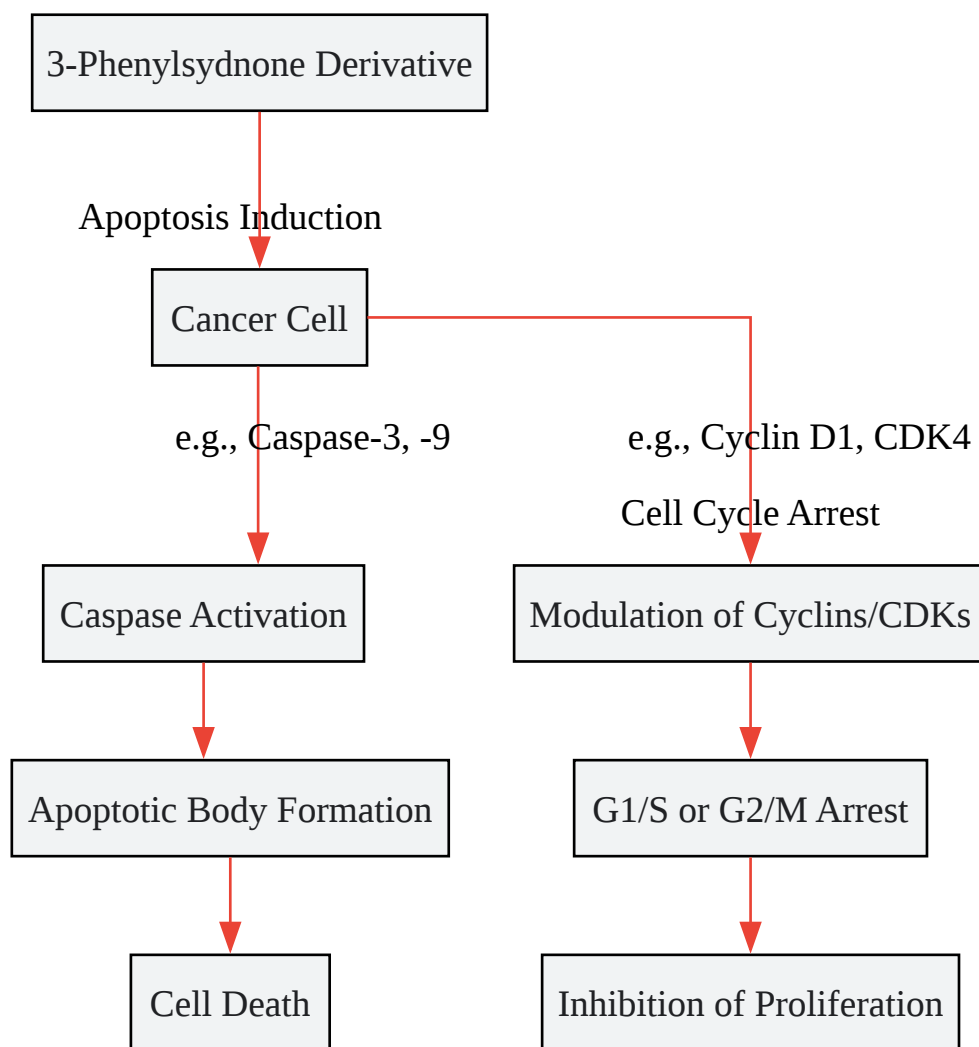 3-Phenylsydnone Derivative
Apoptosis Induction
Cancer Cell
e.g., Caspase-3, -9
e.g., Cyclin D1, CDK4
Cell Cycle Arrest
Caspase Activation
Modulation of Cyclins/CDKs
Apoptotic Body Formation
G1/S or G2/M Arrest
Cell Death
Inhibition of Proliferation